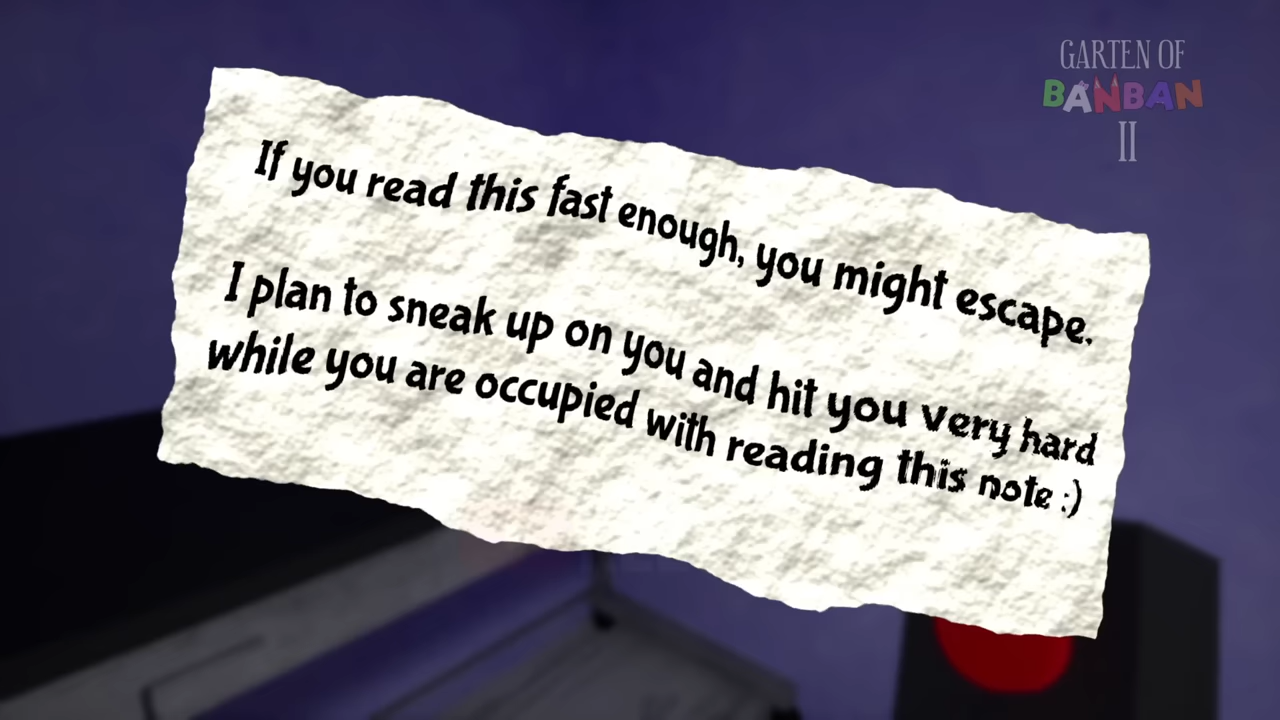 GARTEN OF
BANBAN
II
If you read this fast enough, you might escape.
I plan to sneak up on you and hit you very hard
while you are occupied with reading this note :)